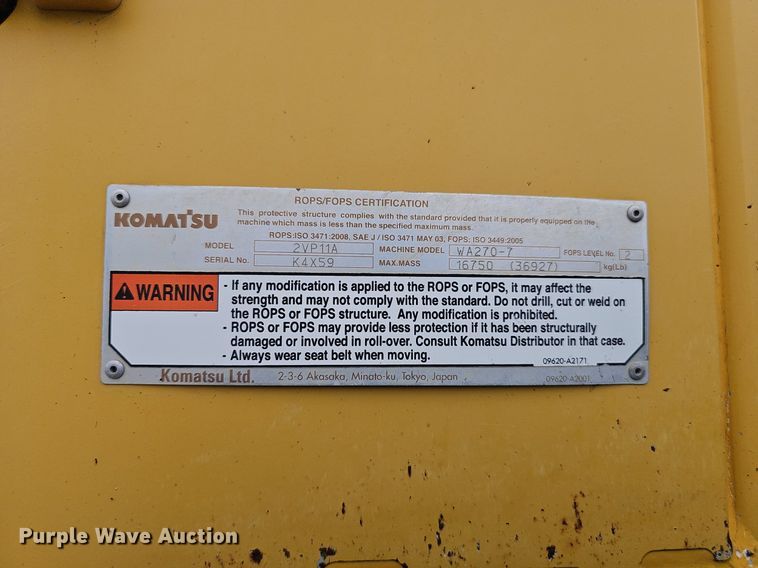 ROPS/FOPS CERTIFICATION
KOMATSU
This protective structure complies with the standard provided that it is properly equipped on the
machine which mass is less than the specified maximum mass.
ROPS:ISO 3471:2008, SAE J / ISO 3471 MAY 03, FOPS: ISO 3449:2005
MODEL 2VP11A MACHINE MODEL WA270-7 FOPS LEVEL No. 2
SERIAL No. K4X59 MAX.MASS 16750 (36927) kg(Lb)
WARNING
- If any modification is applied to the ROPS or FOPS, it may affect the
strength and may not comply with the standard. Do not drill, cut or weld on
the ROPS or FOPS structure. Any modification is prohibited.
- ROPS or FOPS may provide less protection if it has been structurally
damaged or involved in roll-over. Consult Komatsu Distributor in that case.
- Always wear seat belt when moving. 09620-A2171
Komatsu Ltd. 2-3-6 Akasaka, Minato-ku, Tokyo, Japan 09620-A2001
Purple Wave Auction